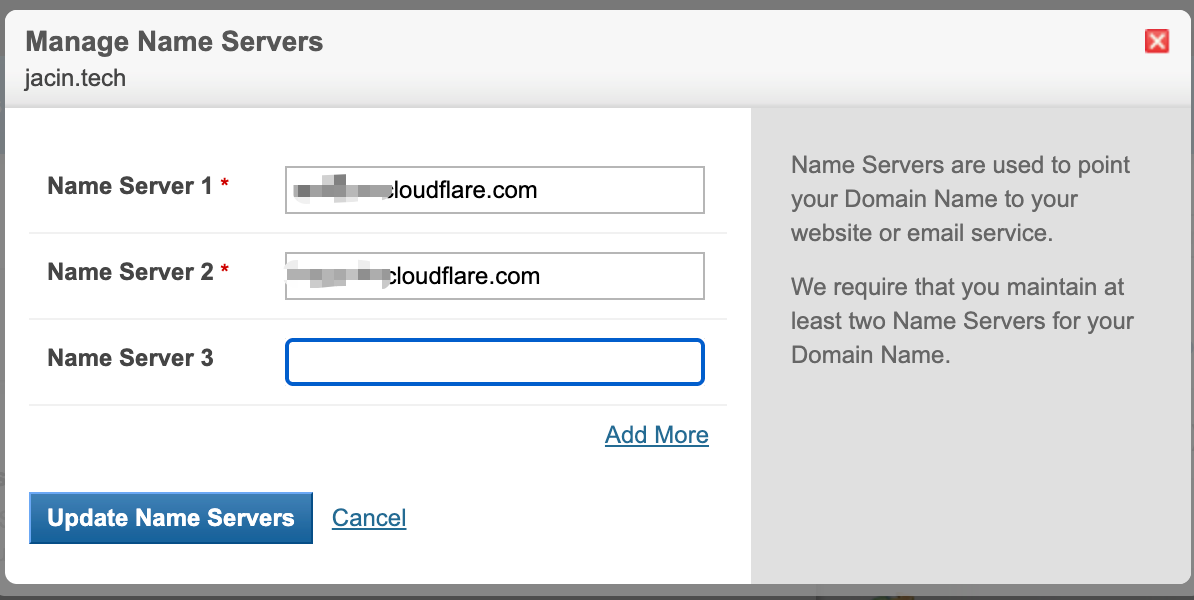 Manage Name Servers
jacin.tech
Name Server 1 *
cloudflare.com
Name Server 2 *
cloudflare.com
Name Server 3
Add More
Update Name Servers
Cancel
Name Servers are used to point
your Domain Name to your
website or email service.
We require that you maintain at
least two Name Servers for your
Domain Name.